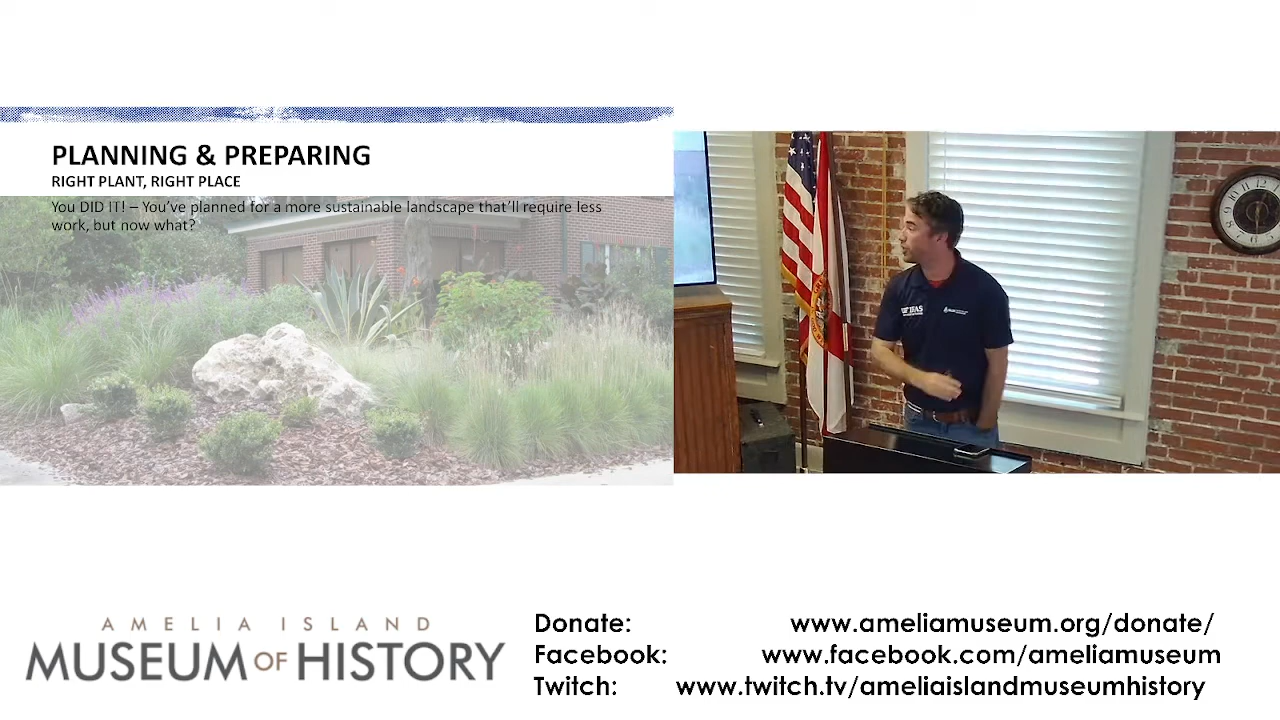 PLANNING & PREPARING
RIGHT PLANT, RIGHT PLACE
You DID IT! – You've planned for a more sustainable landscape that'll require less
work, but now what?
IFAS
AMELIA ISLAND
MUSEUM OF HISTORY
Donate: www.ameliamuseum.org/donate/
Facebook: www.facebook.com/ameliamuseum
Twitch: www.twitch.tv/ameliaislandmuseumhistory